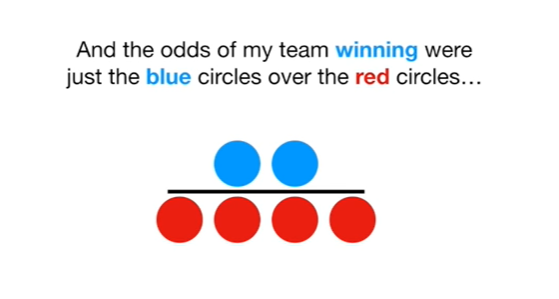 And the odds of my team winning were
just the blue circles over the red circles…